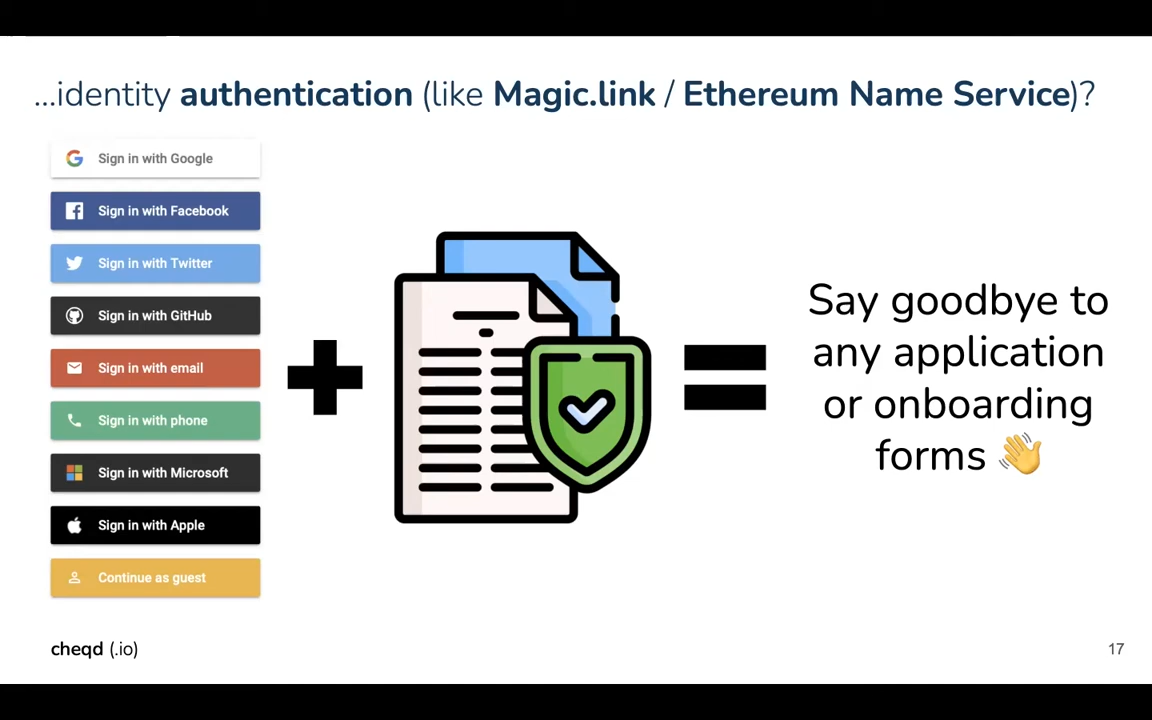 ...identity authentication (like Magic.link / Ethereum Name Service)?
Sign in with Google
Sign in with Facebook
Sign in with Twitter
Sign in with GitHub
Sign in with email
Sign in with phone
Sign in with Microsoft
Sign in with Apple
Continue as guest
Say goodbye to
any application
or onboarding
forms 👋
cheqd (.io)
17